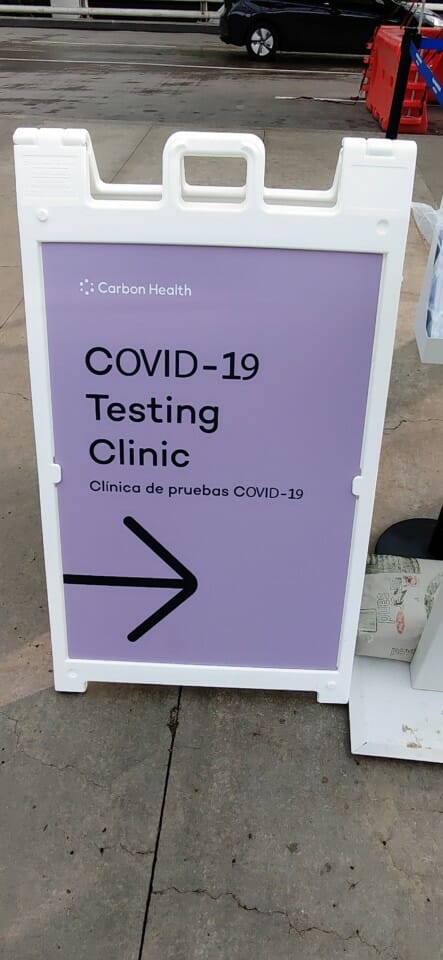 Carbon Health
COVID-19
Testing
Clinic
Clínica de pruebas COVID-19